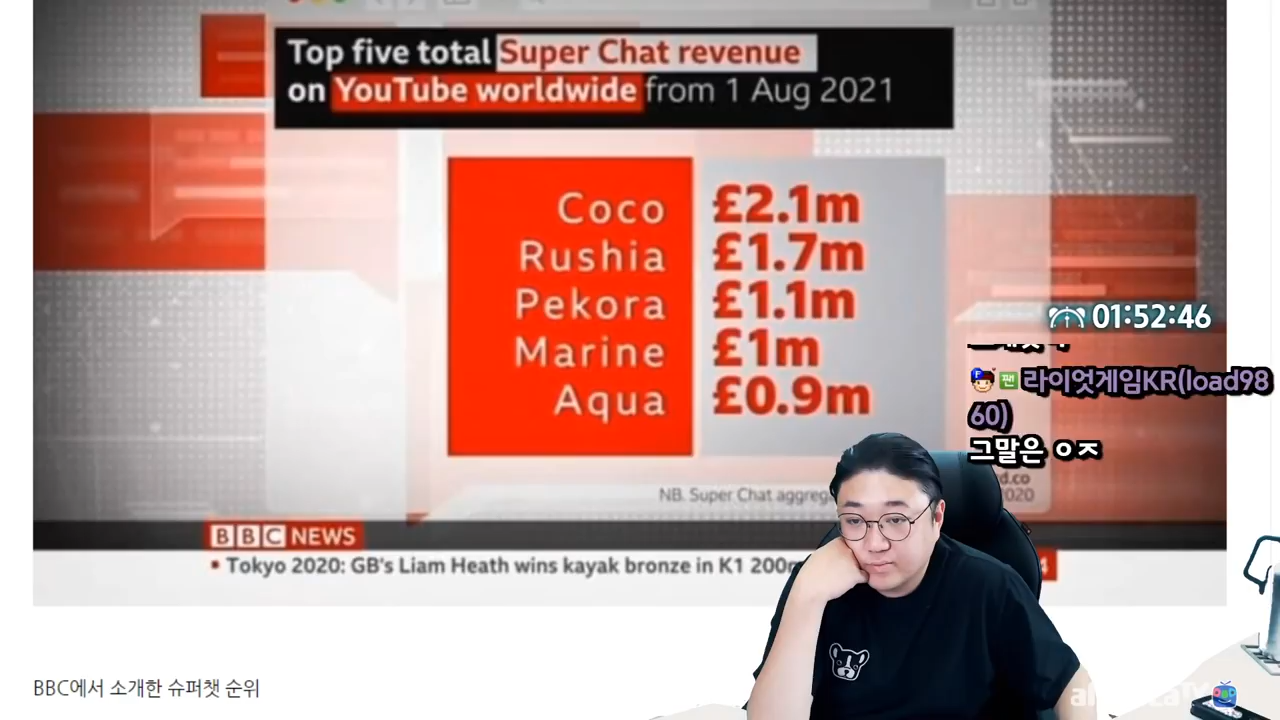 Top five total Super Chat revenue
on YouTube worldwide from 1 Aug 2021
Coco £2.1m
Rushia £1.7m
Pekora £1.1m
Marine £1m
Aqua £0.9m
01:52:46
라이엇게임KR(load98
60)
그말은 ㅇㅈ
NB. Super Chat
2020
BBC NEWS
Tokyo 2020: GB's Liam Heath wins kayak bronze in K1
BBC에서 소개한 슈퍼챗 순위